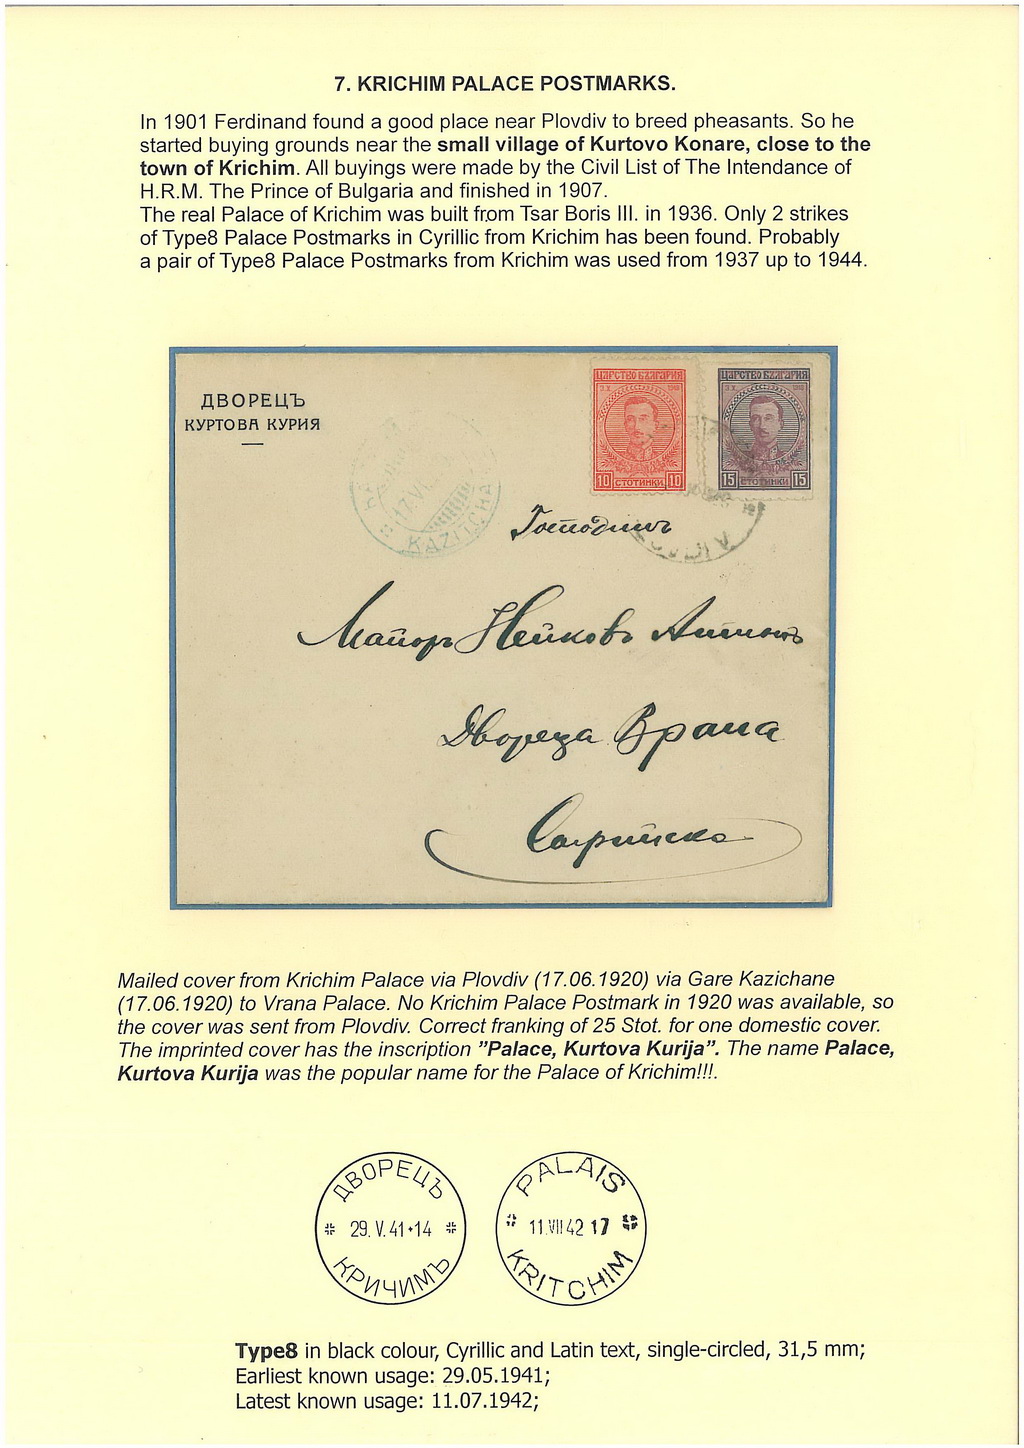 7. KRICHIM PALACE POSTMARKS.
In 1901 Ferdinand found a good place near Plovdiv to breed pheasants. So he
started buying grounds near the small village of Kurtovo Konare, close to the
town of Krichim. All buyings were made by the Civil List of The Intendance of
H.R.M. The Prince of Bulgaria and finished in 1907.
The real Palace of Krichim was built from Tsar Boris III. in 1936. Only 2 strikes
of Type8 Palace Postmarks in Cyrillic from Krichim has been found. Probably
a pair of Type8 Palace Postmarks from Krichim was used from 1937 up to 1944.
ДВОРЕЦЪ
КУРТОВА КУРИЯ
ЦАРСТВО БЪЛГАРИЯ
10 СТОТИНКИ 10
ЦАРСТВО БЪЛГАРИЯ
15 СТОТИНКИ 15
17.VI.
KAZITCHA
Господинъ
Майоръ Нейковъ
Двореца Врана
Софийско
Mailed cover from Krichim Palace via Plovdiv (17.06.1920) via Gare Kazichane
(17.06.1920) to Vrana Palace. No Krichim Palace Postmark in 1920 was available, so
the cover was sent from Plovdiv. Correct franking of 25 Stot. for one domestic cover.
The imprinted cover has the inscription ”Palace, Kurtova Kurija”. The name Palace,
Kurtova Kurija was the popular name for the Palace of Krichim!!!.
ДВОРЕЦЪ
29.V.41•14
КРИЧИМЪ
PALAIS
11.VII42 17
KRITCHIM
Type8 in black colour, Cyrillic and Latin text, single-circled, 31,5 mm;
Earliest known usage: 29.05.1941;
Latest known usage: 11.07.1942;